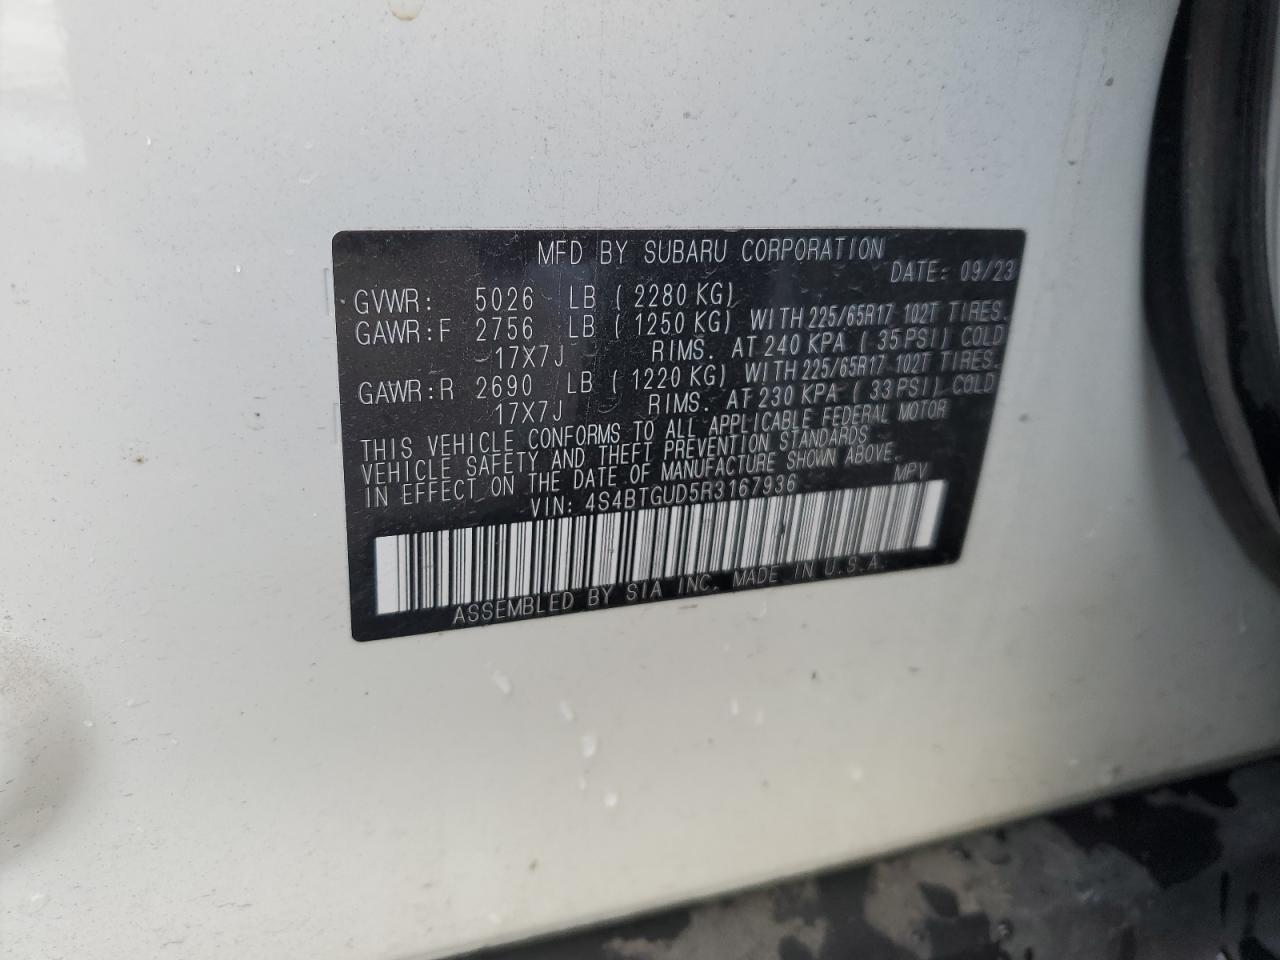 MFD BY SUBARU CORPORATION
DATE: 09/23
GVWR: 5026 LB ( 2280 KG)
GAWR:F 2756 LB ( 1250 KG) WITH 225/65R17 102T TIRES.
17X7J RIMS. AT 240 KPA ( 35 PSI) COLD
GAWR:R 2690 LB ( 1220 KG) WITH 225/65R17 102T TIRES.
17X7J RIMS. AT 230 KPA ( 33 PSI) COLD
THIS VEHICLE CONFORMS TO ALL APPLICABLE FEDERAL MOTOR
VEHICLE SAFETY AND THEFT PREVENTION STANDARDS
IN EFFECT ON THE DATE OF MANUFACTURE SHOWN ABOVE.
VIN: 4S4BTGUD5R3167936 MPV
ASSEMBLED BY SIA INC. MADE IN U.S.A.